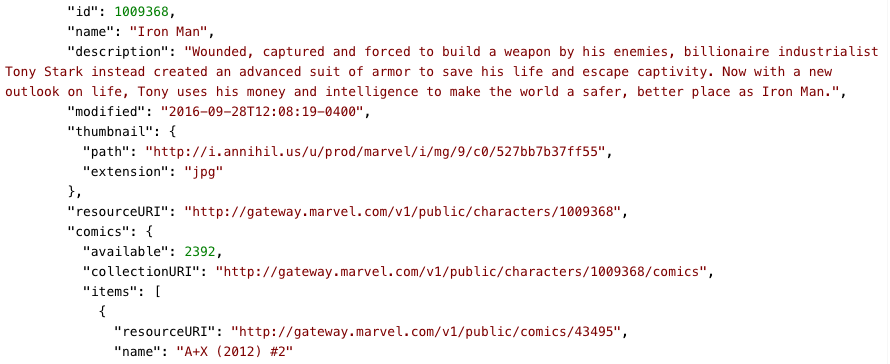 "id": 1009368,
"name": "Iron Man",
"description": "Wounded, captured and forced to build a weapon by his enemies, billionaire industrialist
Tony Stark instead created an advanced suit of armor to save his life and escape captivity. Now with a new
outlook on life, Tony uses his money and intelligence to make the world a safer, better place as Iron Man.",
"modified": "2016-09-28T12:08:19-0400",
"thumbnail": {
"path": "http://i.annihil.us/u/prod/marvel/i/mg/9/c0/527bb7b37ff55",
"extension": "jpg"
},
"resourceURI": "http://gateway.marvel.com/v1/public/characters/1009368",
"comics": {
"available": 2392,
"collectionURI": "http://gateway.marvel.com/v1/public/characters/1009368/comics",
"items": [
{
"resourceURI": "http://gateway.marvel.com/v1/public/comics/43495",
"name": "A+X (2012) #2"